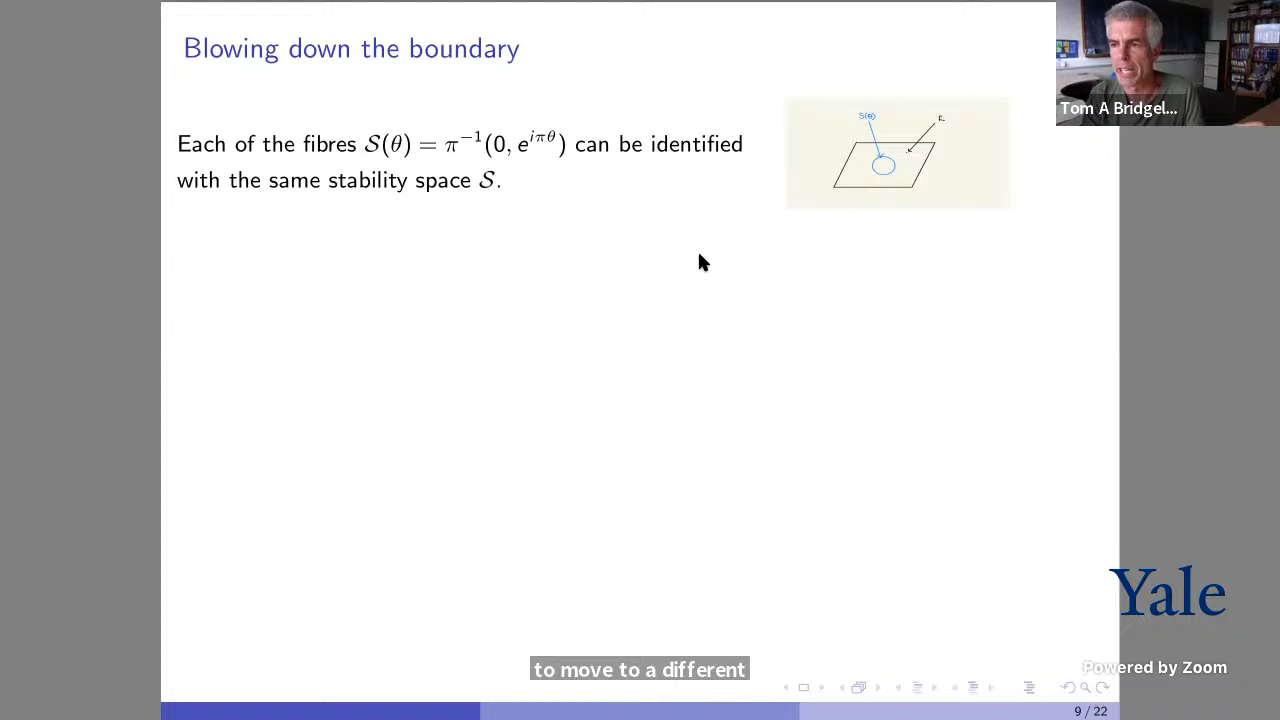 Blowing down the boundary
Tom A Bridgel...
S(θ)
R
Each of the fibres 𝒮(θ) = π⁻¹(0, e^{iπθ}) can be identified
with the same stability space 𝒮.
Yale
to move to a different
Powered by Zoom
9 / 22